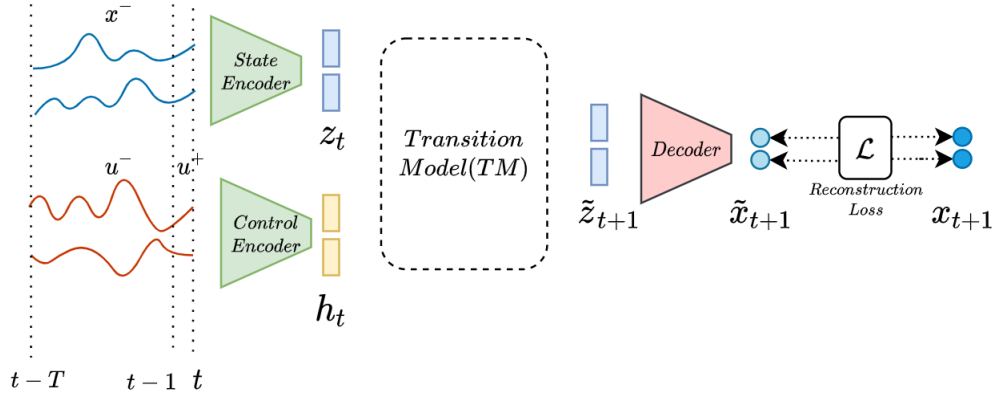 x⁻
State
Encoder
z_t
u⁻
u⁺
Control
Encoder
h_t
t − T
t − 1
t
Transition
Model(TM)
z̃_{t+1}
Decoder
x̃_{t+1}
ℒ
Reconstruction
Loss
x_{t+1}